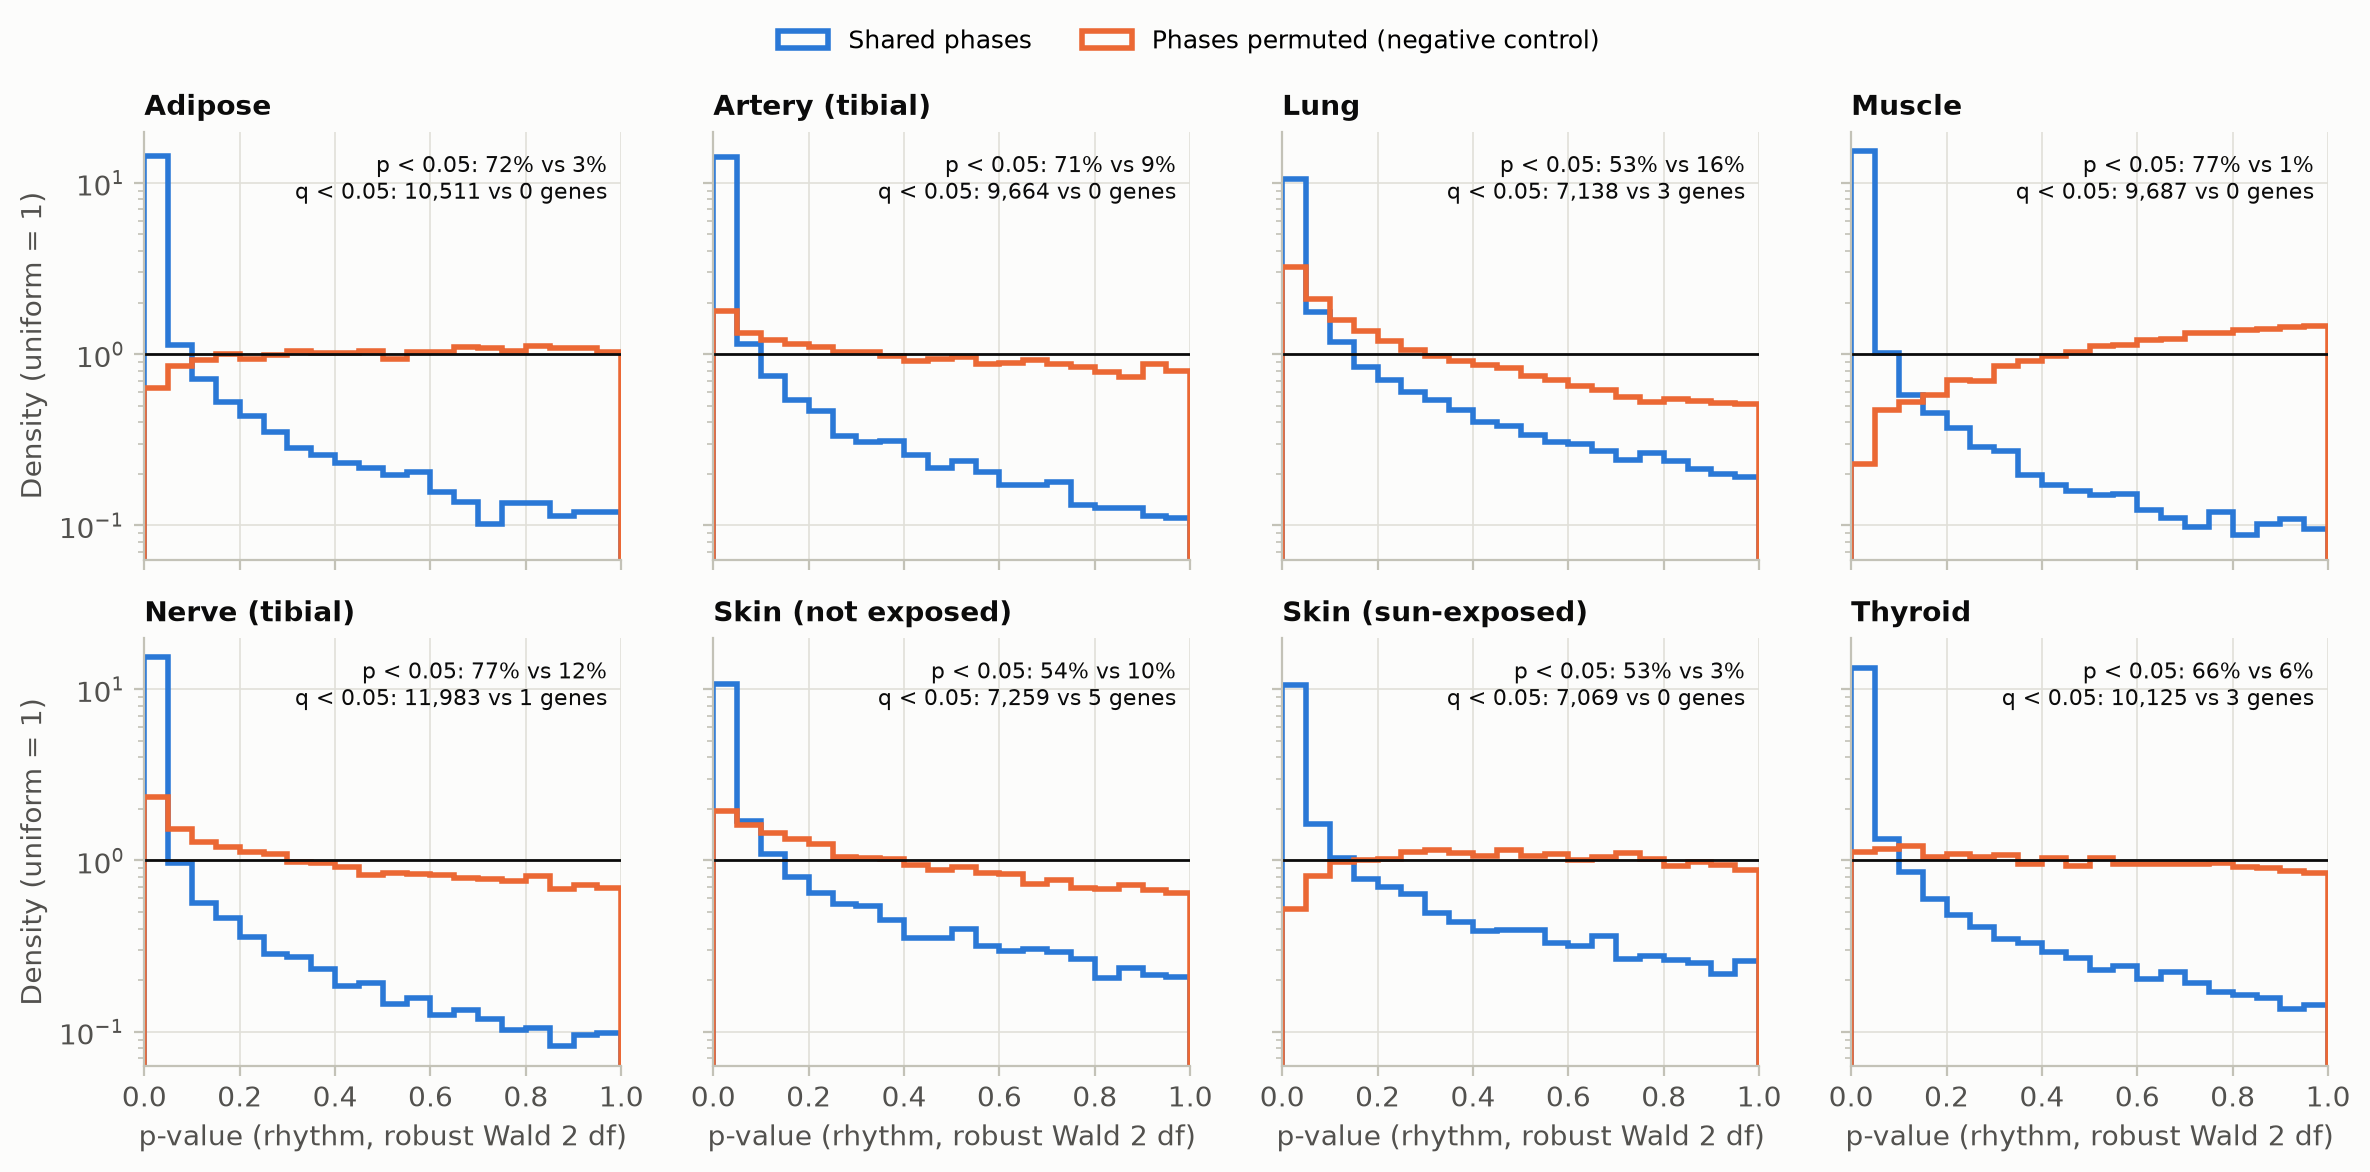 Shared phases
Phases permuted (negative control)
Adipose
p < 0.05: 72% vs 3%
q < 0.05: 10,511 vs 0 genes
Artery (tibial)
p < 0.05: 71% vs 9%
q < 0.05: 9,664 vs 0 genes
Lung
p < 0.05: 53% vs 16%
q < 0.05: 7,138 vs 3 genes
Muscle
p < 0.05: 77% vs 1%
q < 0.05: 9,687 vs 0 genes
Density (uniform = 1)
10¹
10⁰
10⁻¹
Nerve (tibial)
p < 0.05: 77% vs 12%
q < 0.05: 11,983 vs 1 genes
Skin (not exposed)
p < 0.05: 54% vs 10%
q < 0.05: 7,259 vs 5 genes
Skin (sun-exposed)
p < 0.05: 53% vs 3%
q < 0.05: 7,069 vs 0 genes
Thyroid
p < 0.05: 66% vs 6%
q < 0.05: 10,125 vs 3 genes
Density (uniform = 1)
10¹
10⁰
10⁻¹
0.0 0.2 0.4 0.6 0.8 1.0
p-value (rhythm, robust Wald 2 df)
0.0 0.2 0.4 0.6 0.8 1.0
p-value (rhythm, robust Wald 2 df)
0.0 0.2 0.4 0.6 0.8 1.0
p-value (rhythm, robust Wald 2 df)
0.0 0.2 0.4 0.6 0.8 1.0
p-value (rhythm, robust Wald 2 df)